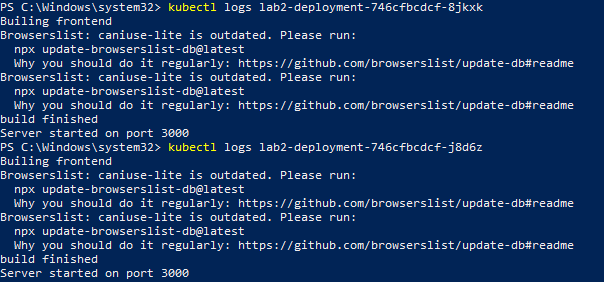 PS C:\Windows\system32> kubectl logs lab2-deployment-746cfbcdcf-8jkxk
Builing frontend
Browserslist: caniuse-lite is outdated. Please run:
  npx update-browserslist-db@latest
  Why you should do it regularly: https://github.com/browserslist/update-db#readme
Browserslist: caniuse-lite is outdated. Please run:
  npx update-browserslist-db@latest
  Why you should do it regularly: https://github.com/browserslist/update-db#readme
build finished
Server started on port 3000
PS C:\Windows\system32> kubectl logs lab2-deployment-746cfbcdcf-j8d6z
Builing frontend
Browserslist: caniuse-lite is outdated. Please run:
  npx update-browserslist-db@latest
  Why you should do it regularly: https://github.com/browserslist/update-db#readme
Browserslist: caniuse-lite is outdated. Please run:
  npx update-browserslist-db@latest
  Why you should do it regularly: https://github.com/browserslist/update-db#readme
build finished
Server started on port 3000